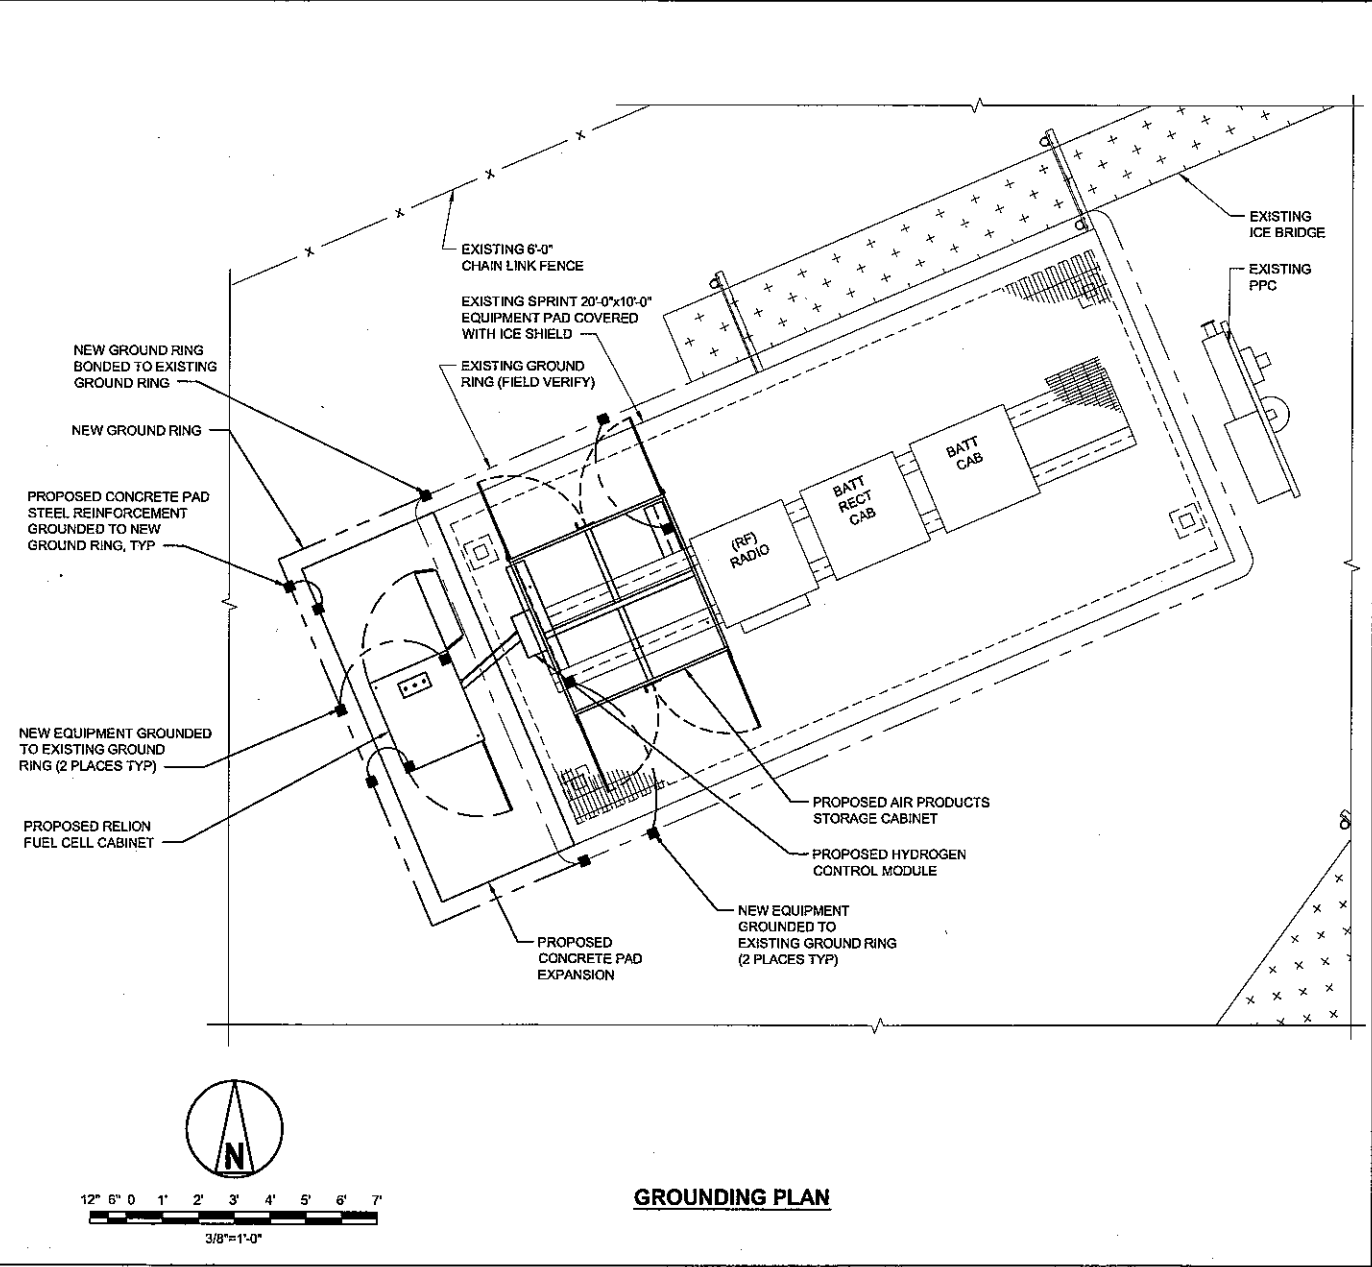 EXISTING 6'-0"
CHAIN LINK FENCE
EXISTING
ICE BRIDGE
EXISTING
PPC
EXISTING SPRINT 20'-0"x10'-0"
EQUIPMENT PAD COVERED
WITH ICE SHIELD
NEW GROUND RING
BONDED TO EXISTING
GROUND RING
EXISTING GROUND
RING (FIELD VERIFY)
NEW GROUND RING
BATT
CAB
BATT
RECT
CAB
(RF)
RADIO
PROPOSED CONCRETE PAD
STEEL REINFORCEMENT
GROUNDED TO NEW
GROUND RING, TYP
NEW EQUIPMENT GROUNDED
TO EXISTING GROUND
RING (2 PLACES TYP)
PROPOSED RELION
FUEL CELL CABINET
PROPOSED AIR PRODUCTS
STORAGE CABINET
PROPOSED HYDROGEN
CONTROL MODULE
NEW EQUIPMENT
GROUNDED TO
EXISTING GROUND RING
(2 PLACES TYP)
PROPOSED
CONCRETE PAD
EXPANSION
N
12" 6" 0 1' 2' 3' 4' 5' 6' 7'
3/8"=1'-0"
GROUNDING PLAN